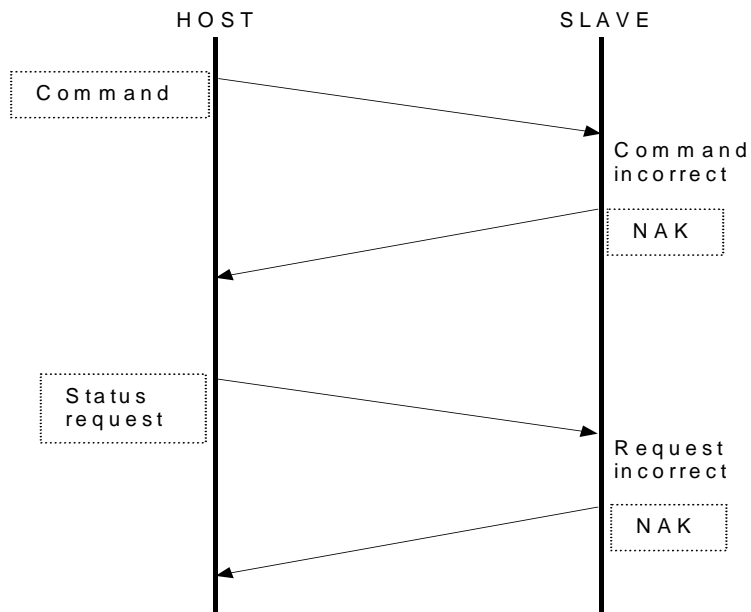 HOST
SLAVE
Command
Command
incorrect
NAK
Status
request
Request
incorrect
NAK